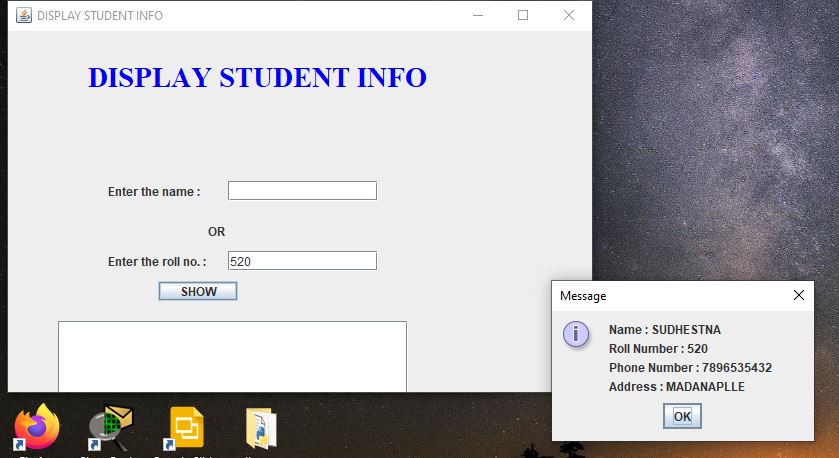 DISPLAY STUDENT INFO
DISPLAY STUDENT INFO
Enter the name :
OR
Enter the roll no. :
520
SHOW
Message
Name : SUDHESTNA
Roll Number : 520
Phone Number : 7896535432
Address : MADANAPLLE
OK